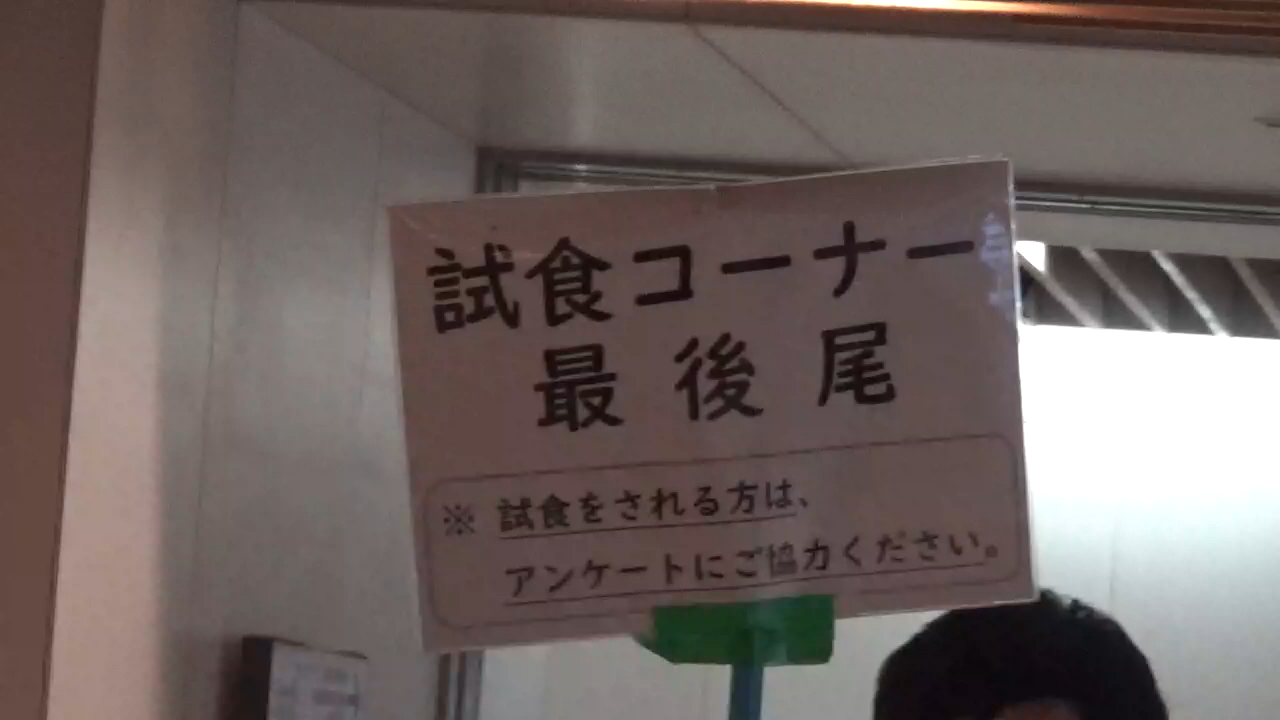 試食コーナー
最後尾
※ 試食をされる方は、
アンケートにご協力ください。